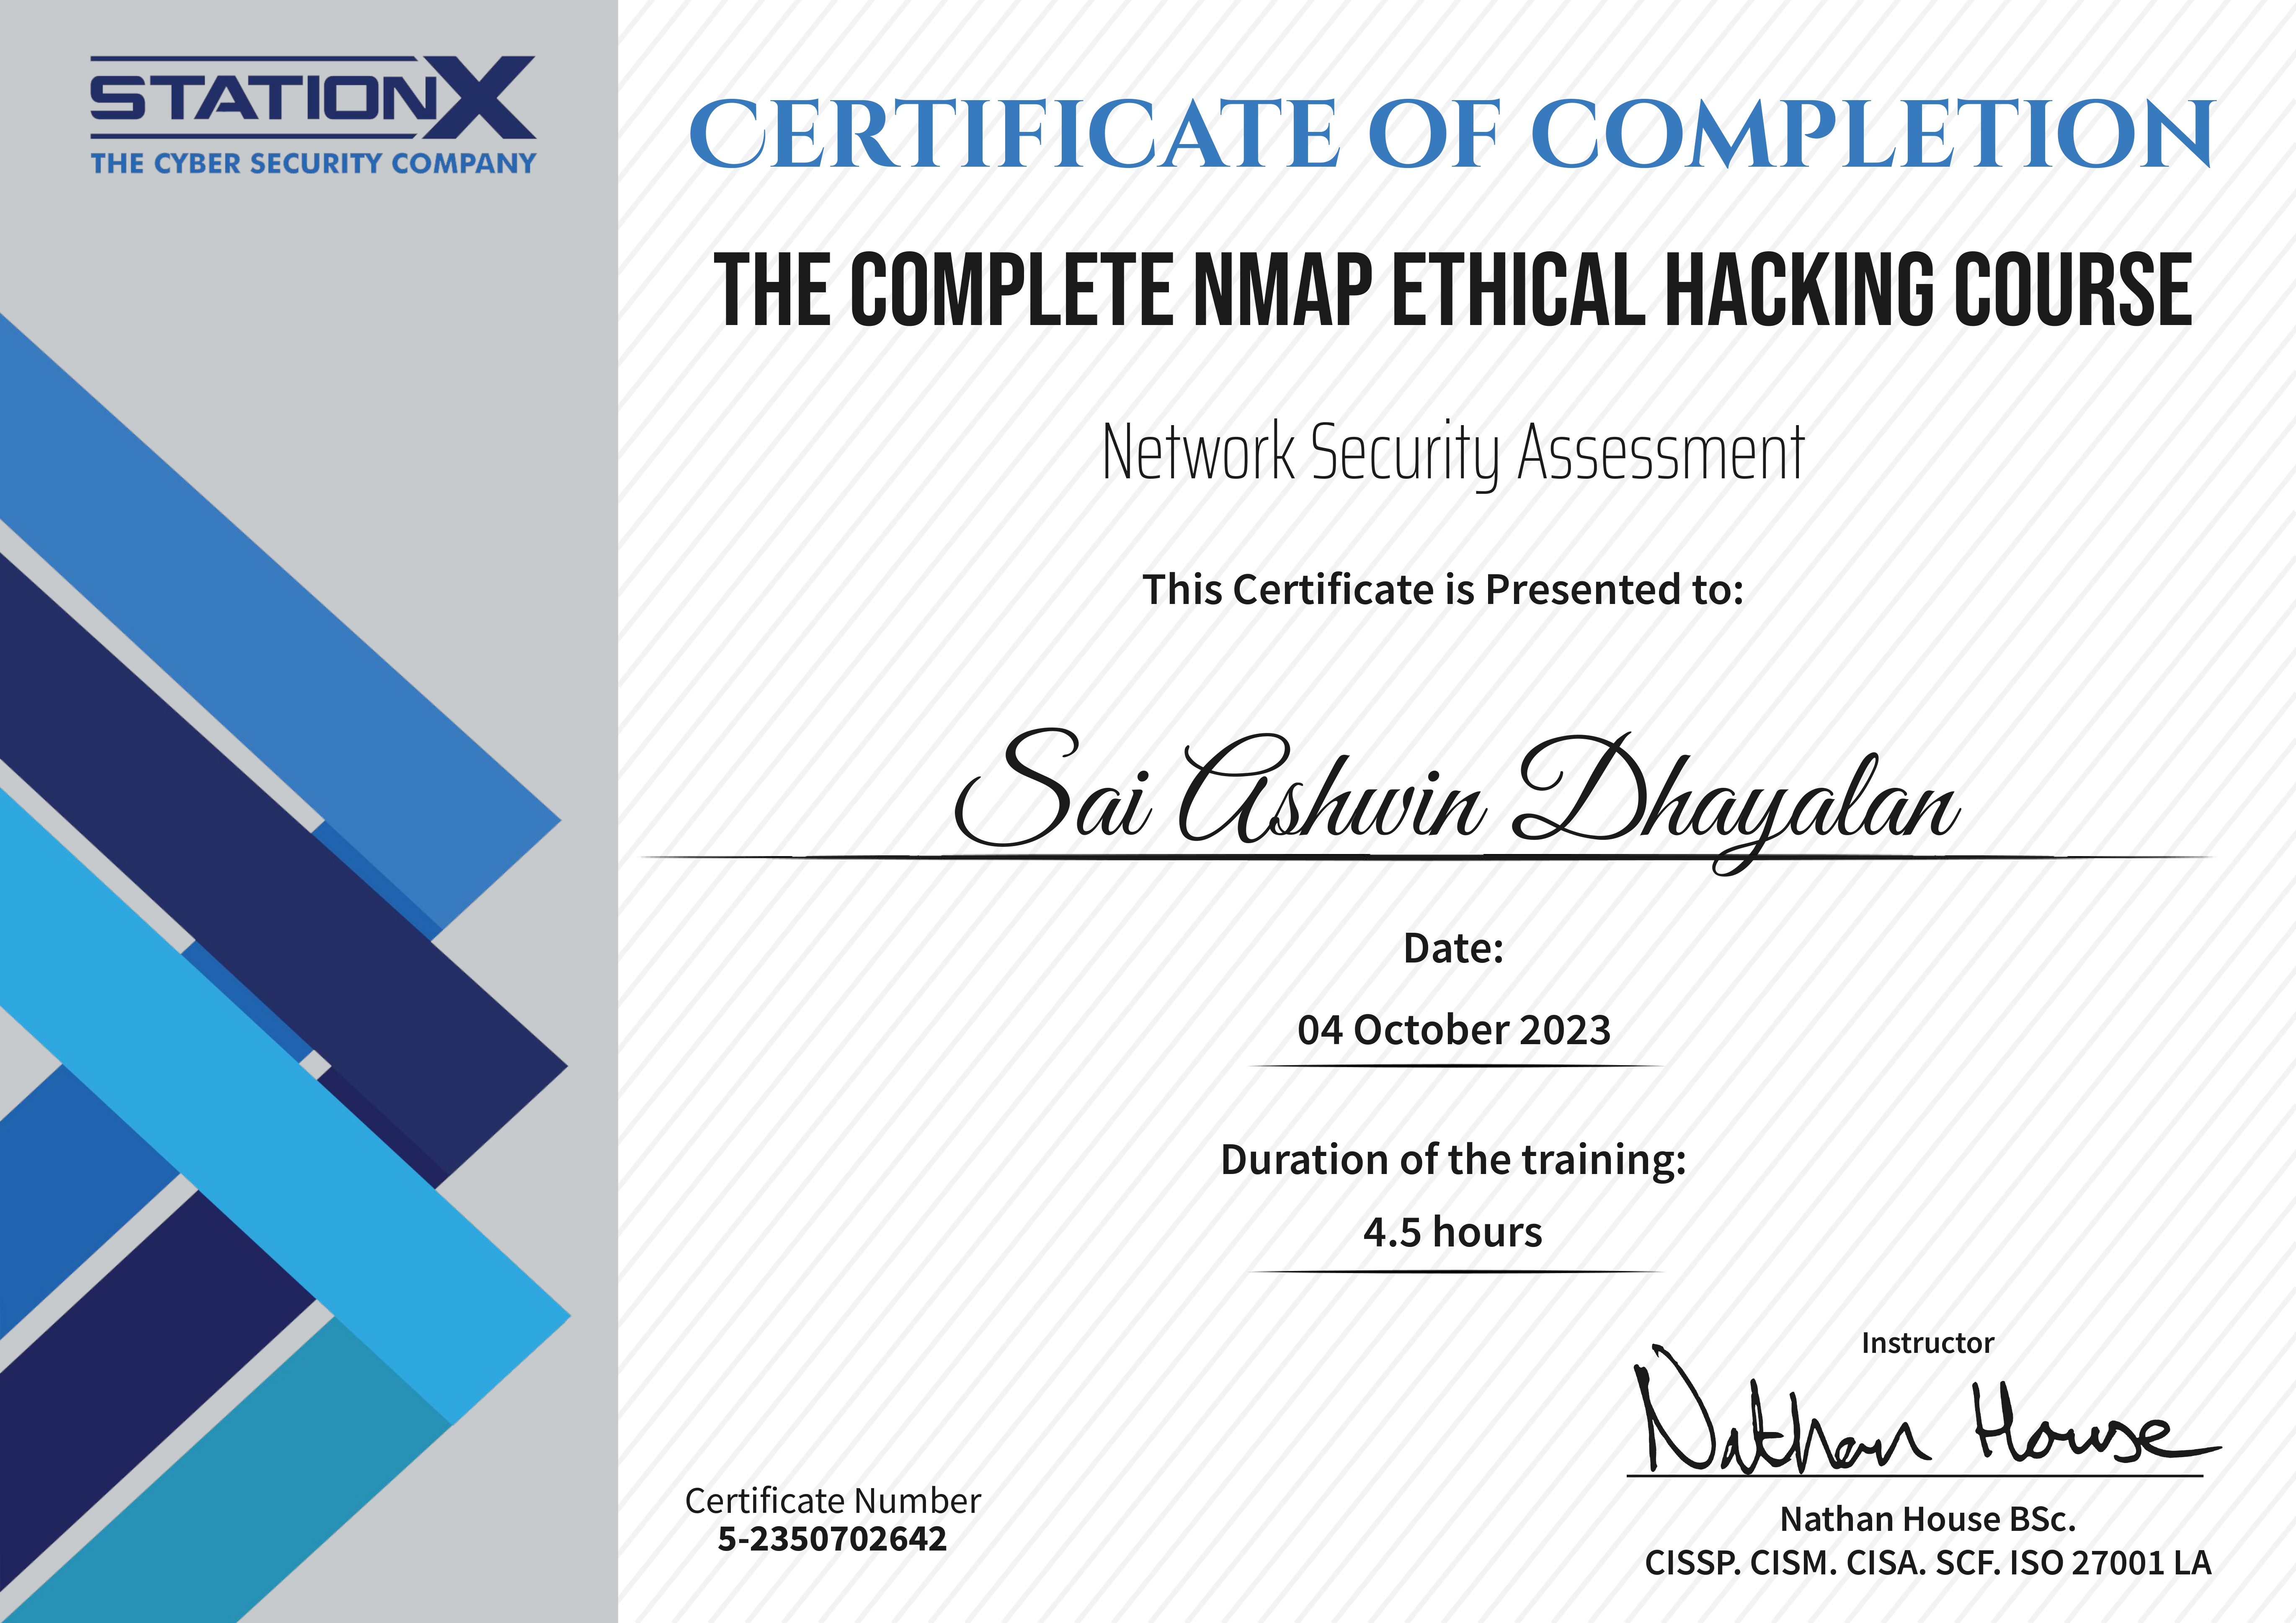 STATIONX
THE CYBER SECURITY COMPANY
CERTIFICATE OF COMPLETION
THE COMPLETE NMAP ETHICAL HACKING COURSE
Network Security Assessment
This Certificate is Presented to:
Sai Ashwin Dhayalan
Date:
04 October 2023
Duration of the training:
4.5 hours
Instructor
Nathan House
Nathan House BSc.
CISSP. CISM. CISA. SCF. ISO 27001 LA
Certificate Number
5-2350702642